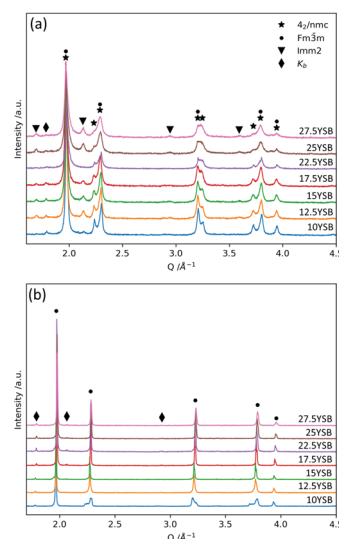 (a)
★ 4₂/nmc
● Fm3̄m
▼ Imm2
◆ K_b
27.5YSB
25YSB
22.5YSB
17.5YSB
15YSB
12.5YSB
10YSB
Intensity /a.u.
2.0 2.5 3.0 3.5 4.0 4.5
Q /Å⁻¹
(b)
27.5YSB
25YSB
22.5YSB
17.5YSB
15YSB
12.5YSB
10YSB
Intensity /a.u.
2.0 2.5 3.0 3.5 4.0 4.5
Q /Å⁻¹